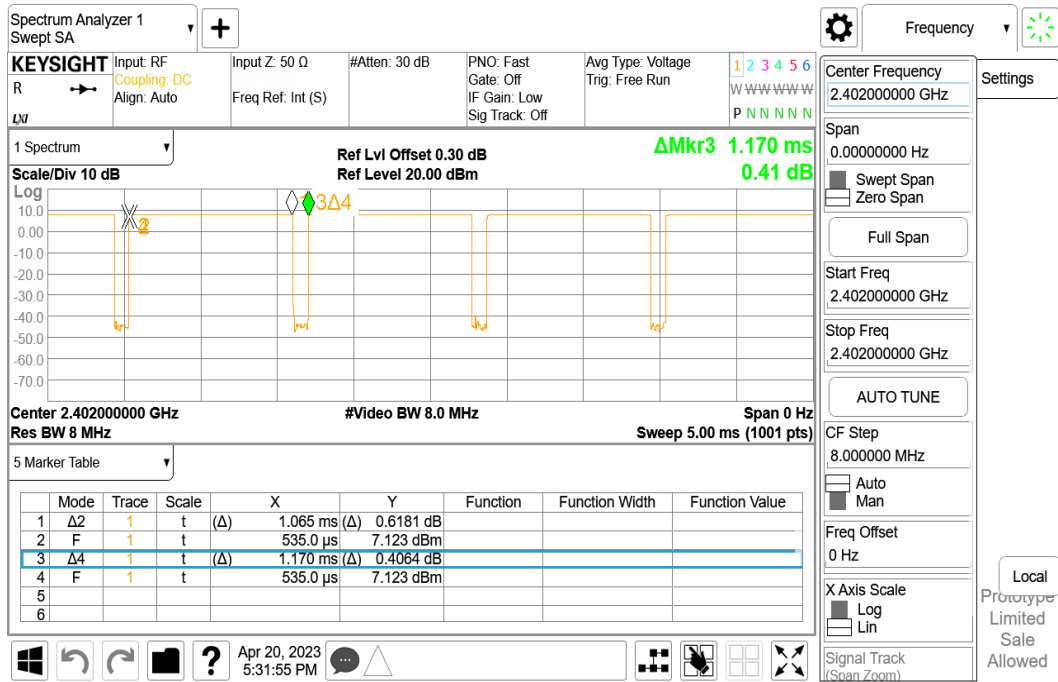 Spectrum Analyzer 1
Swept SA
Frequency
KEYSIGHT
R
LXI
Input: RF
Coupling: DC
Align: Auto
Input Z: 50 Ω
Freq Ref: Int (S)
#Atten: 30 dB
PNO: Fast
Gate: Off
IF Gain: Low
Sig Track: Off
Avg Type: Voltage
Trig: Free Run
1 2 3 4 5 6
W W W W W W
P N N N N N
1 Spectrum
Scale/Div 10 dB
Ref Lvl Offset 0.30 dB
Ref Level 20.00 dBm
ΔMkr3 1.170 ms
0.41 dB
Log
10.0
0.00
-10.0
-20.0
-30.0
-40.0
-50.0
-60.0
-70.0
3Δ4
Center 2.402000000 GHz
#Video BW 8.0 MHz
Span 0 Hz
Res BW 8 MHz
Sweep 5.00 ms (1001 pts)
5 Marker Table
Mode Trace Scale X Y Function Function Width Function Value
1 Δ2 1 t (Δ) 1.065 ms (Δ) 0.6181 dB
2 F 1 t 535.0 µs 7.123 dBm
3 Δ4 1 t (Δ) 1.170 ms (Δ) 0.4064 dB
4 F 1 t 535.0 µs 7.123 dBm
5
6
Apr 20, 2023
5:31:55 PM
Center Frequency
2.402000000 GHz
Settings
Span
0.00000000 Hz
Swept Span
Zero Span
Full Span
Start Freq
2.402000000 GHz
Stop Freq
2.402000000 GHz
AUTO TUNE
CF Step
8.000000 MHz
Auto
Man
Freq Offset
0 Hz
X Axis Scale
Log
Lin
Signal Track
(Span Zoom)
Local
Prototype
Limited
Sale
Allowed